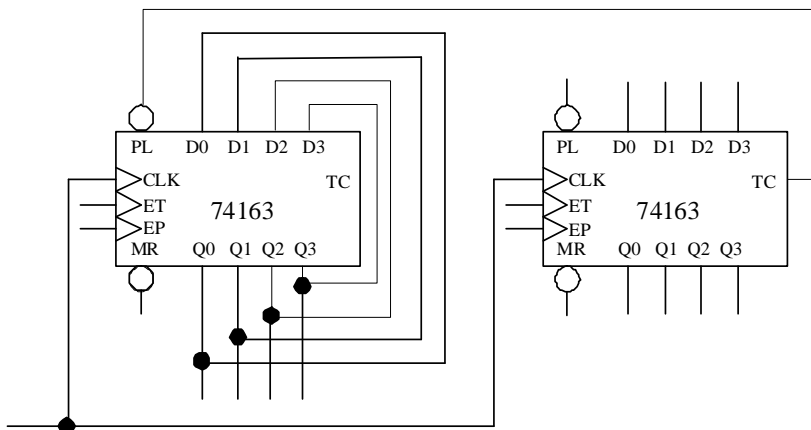 PL D0 D1 D2 D3
CLK TC
ET 74163
EP
MR Q0 Q1 Q2 Q3
PL D0 D1 D2 D3
CLK TC
ET 74163
EP
MR Q0 Q1 Q2 Q3